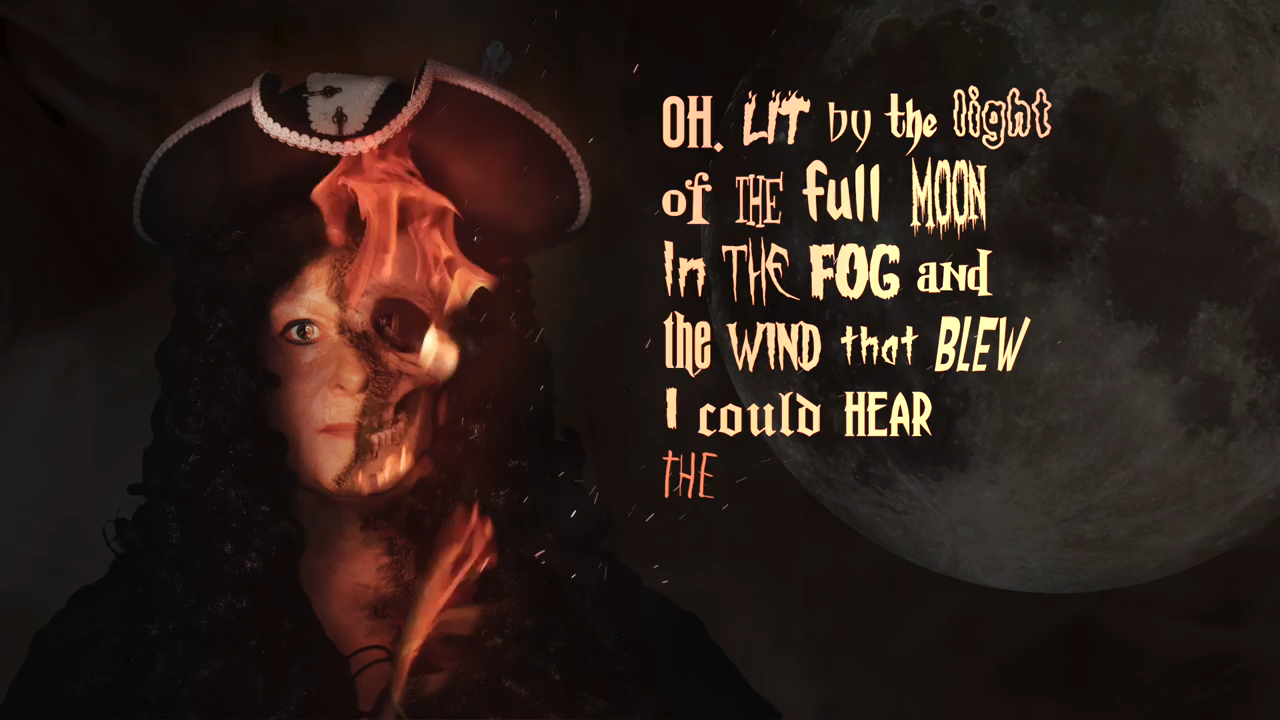 OH, LIT by the light
of THE full MOON
In THE FOG and
the WIND that BLEW
I could HEAR
THE